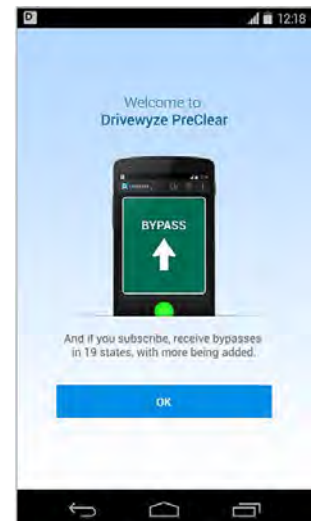 12:18
Welcome to
Drivewyze PreClear
BYPASS
And if you subscribe, receive bypasses
in 19 states, with more being added.
OK